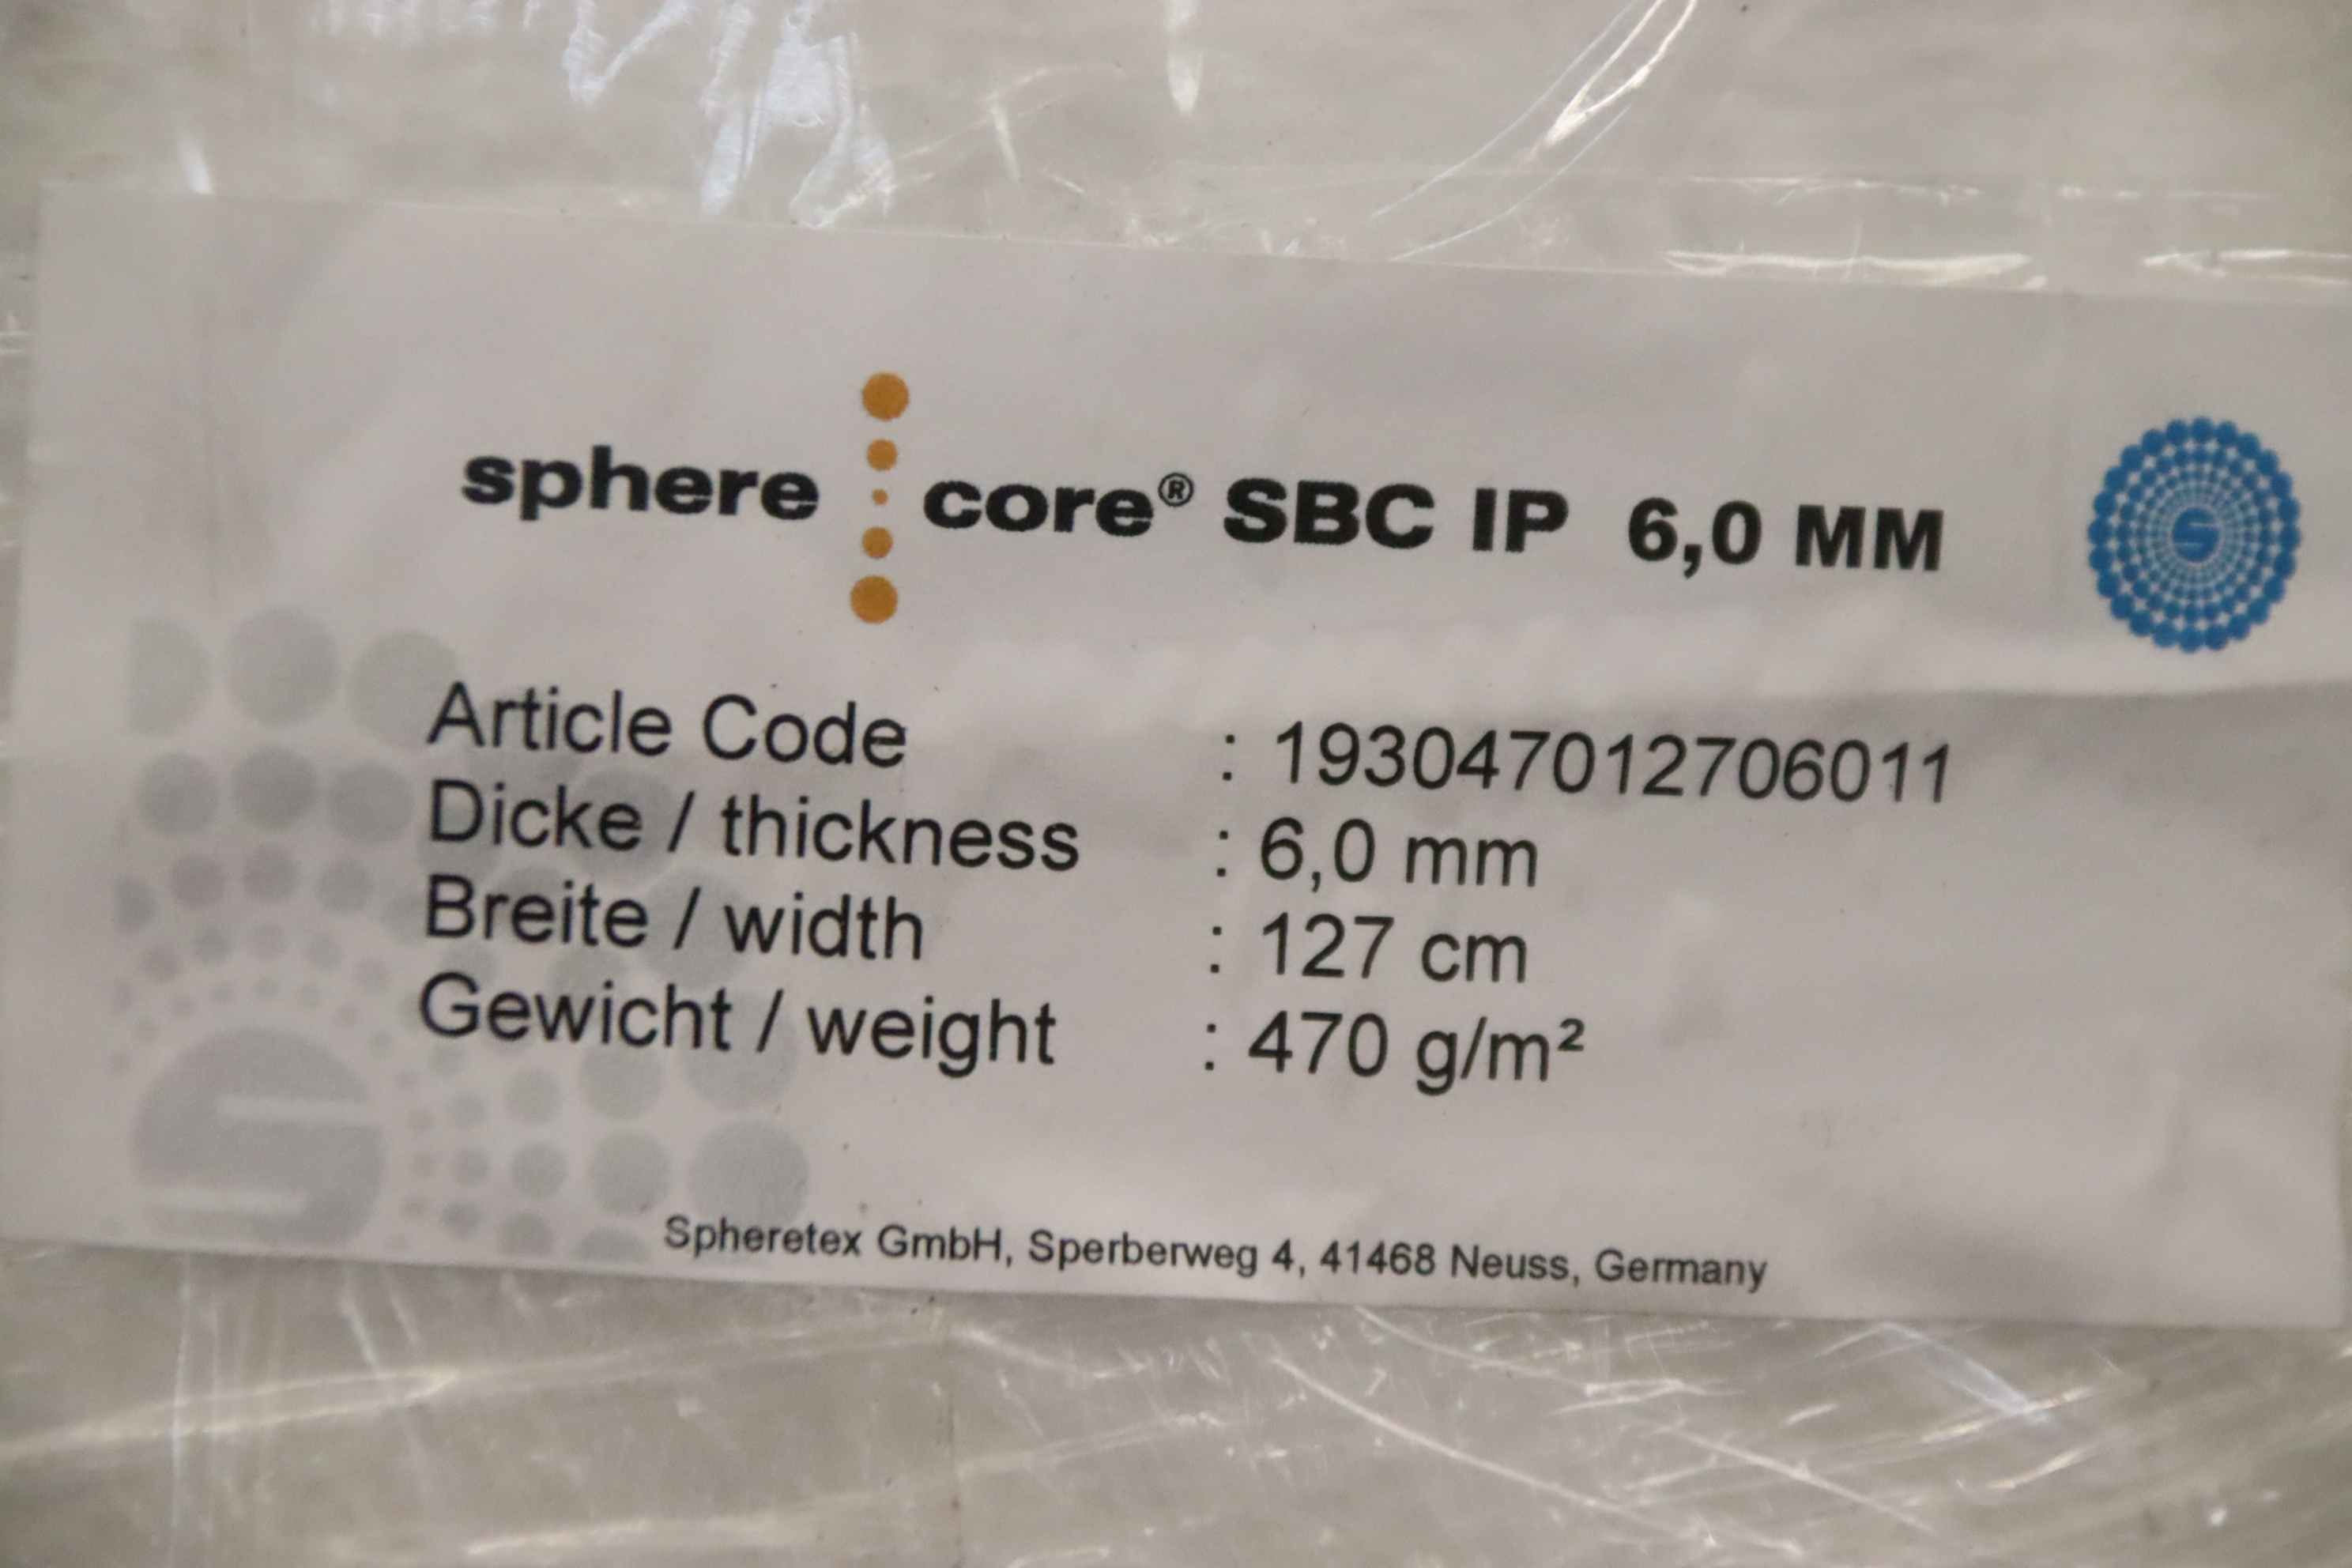 sphere core® SBC IP 6,0 MM
Article Code : 193047012706011
Dicke / thickness : 6,0 mm
Breite / width : 127 cm
Gewicht / weight : 470 g/m²
Spheretex GmbH, Sperberweg 4, 41468 Neuss, Germany